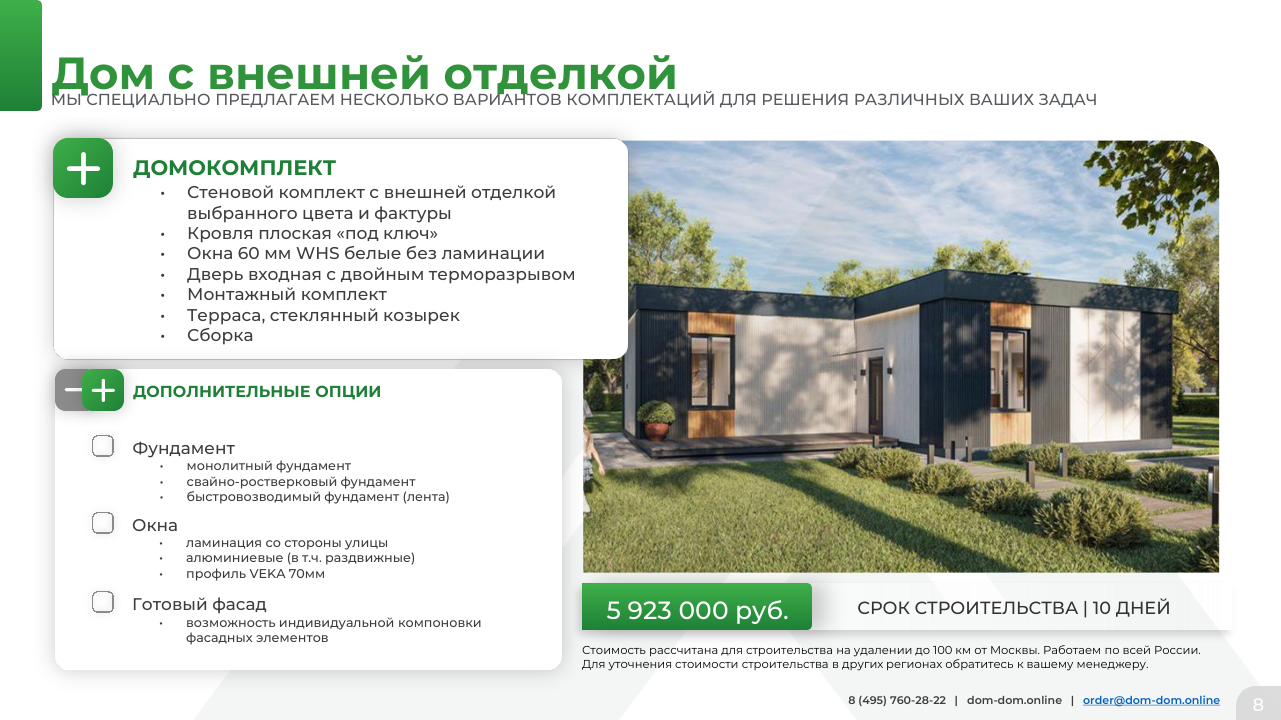 Дом с внешней отделкой
МЫ СПЕЦИАЛЬНО ПРЕДЛАГАЕМ НЕСКОЛЬКО ВАРИАНТОВ КОМПЛЕКТАЦИЙ ДЛЯ РЕШЕНИЯ РАЗЛИЧНЫХ ВАШИХ ЗАДАЧ
ДОМОКОМПЛЕКТ
• Стеновой комплект с внешней отделкой
выбранного цвета и фактуры
• Кровля плоская «под ключ»
• Окна 60 мм WHS белые без ламинации
• Дверь входная с двойным терморазрывом
• Монтажный комплект
• Терраса, стеклянный козырек
• Сборка
ДОПОЛНИТЕЛЬНЫЕ ОПЦИИ
Фундамент
• монолитный фундамент
• свайно-ростверковый фундамент
• быстровозводимый фундамент (лента)
Окна
• ламинация со стороны улицы
• алюминиевые (в т.ч. раздвижные)
• профиль VEKA 70мм
Готовый фасад
• возможность индивидуальной компоновки
фасадных элементов
5 923 000 руб.
СРОК СТРОИТЕЛЬСТВА | 10 ДНЕЙ
Стоимость рассчитана для строительства на удалении до 100 км от Москвы. Работаем по всей России.
Для уточнения стоимости строительства в других регионах обратитесь к вашему менеджеру.
8 (495) 760-28-22 | dom-dom.online | order@dom-dom.online
8